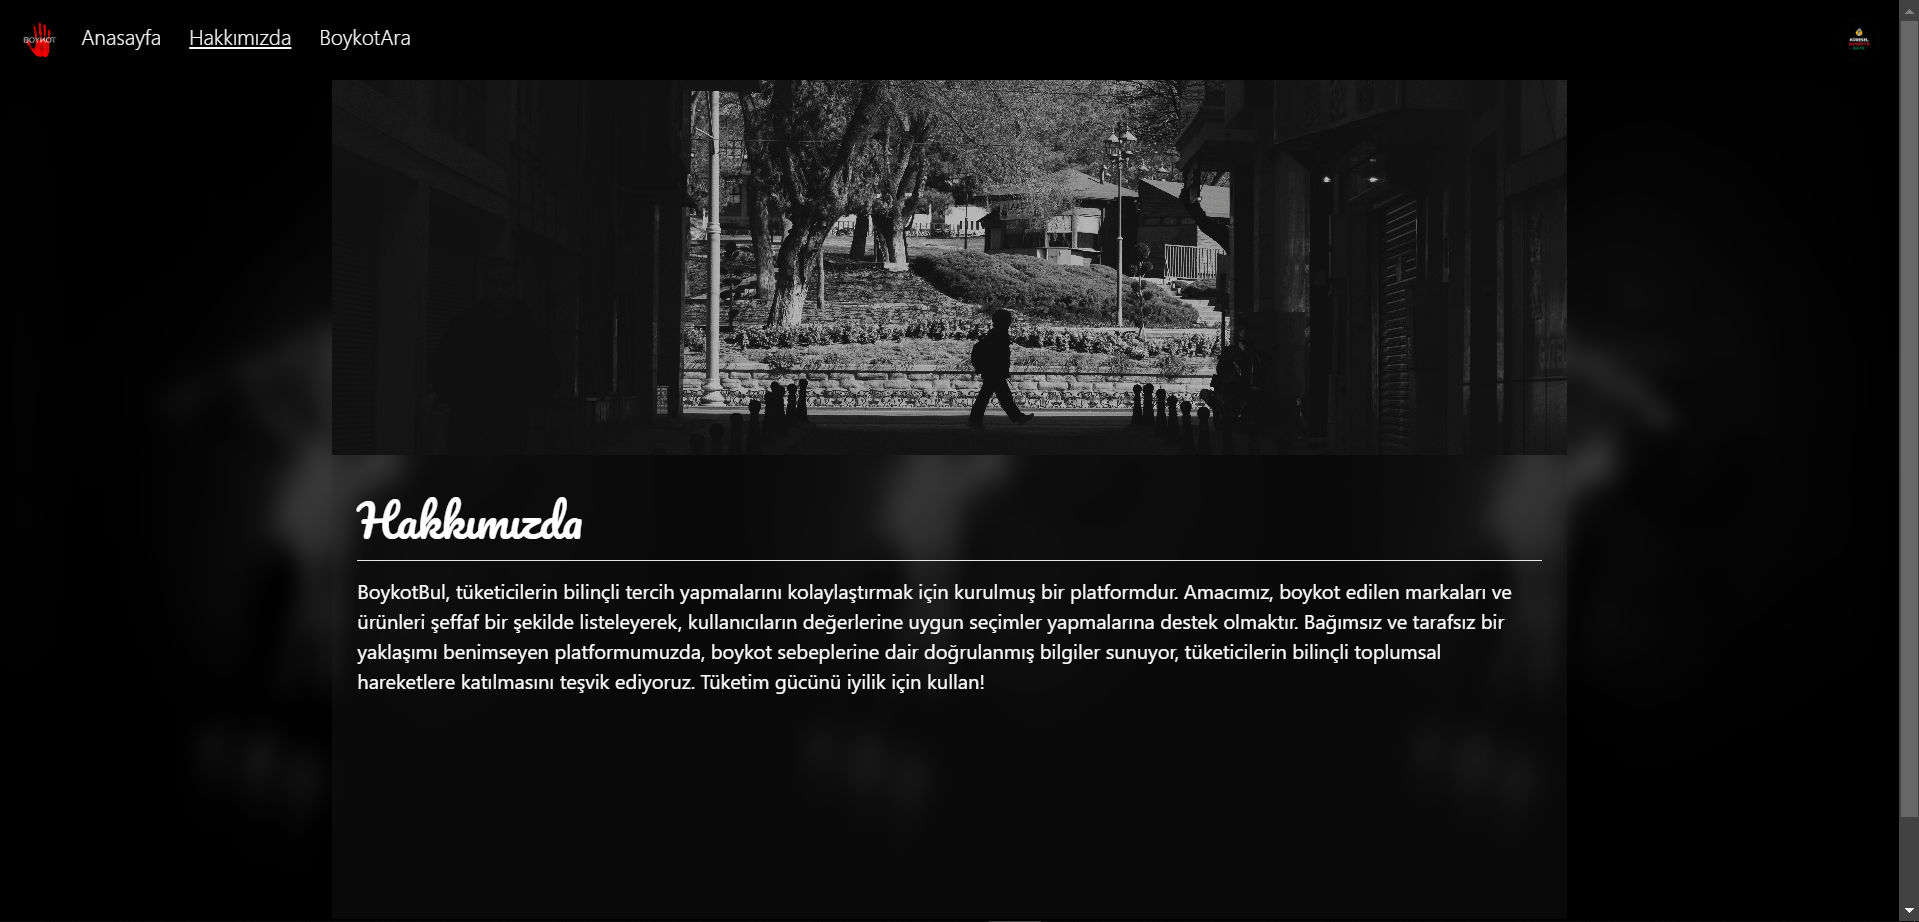 BOYKOT
Anasayfa
Hakkımızda
BoykotAra
KÜRESEL
Hakkımızda
BoykotBul, tüketicilerin bilinçli tercih yapmalarını kolaylaştırmak için kurulmuş bir platformdur. Amacımız, boykot edilen markaları ve
ürünleri şeffaf bir şekilde listeleyerek, kullanıcıların değerlerine uygun seçimler yapmalarına destek olmaktır. Bağımsız ve tarafsız bir
yaklaşımı benimseyen platformumuzda, boykot sebeplerine dair doğrulanmış bilgiler sunuyor, tüketicilerin bilinçli toplumsal
hareketlere katılmasını teşvik ediyoruz. Tüketim gücünü iyilik için kullan!